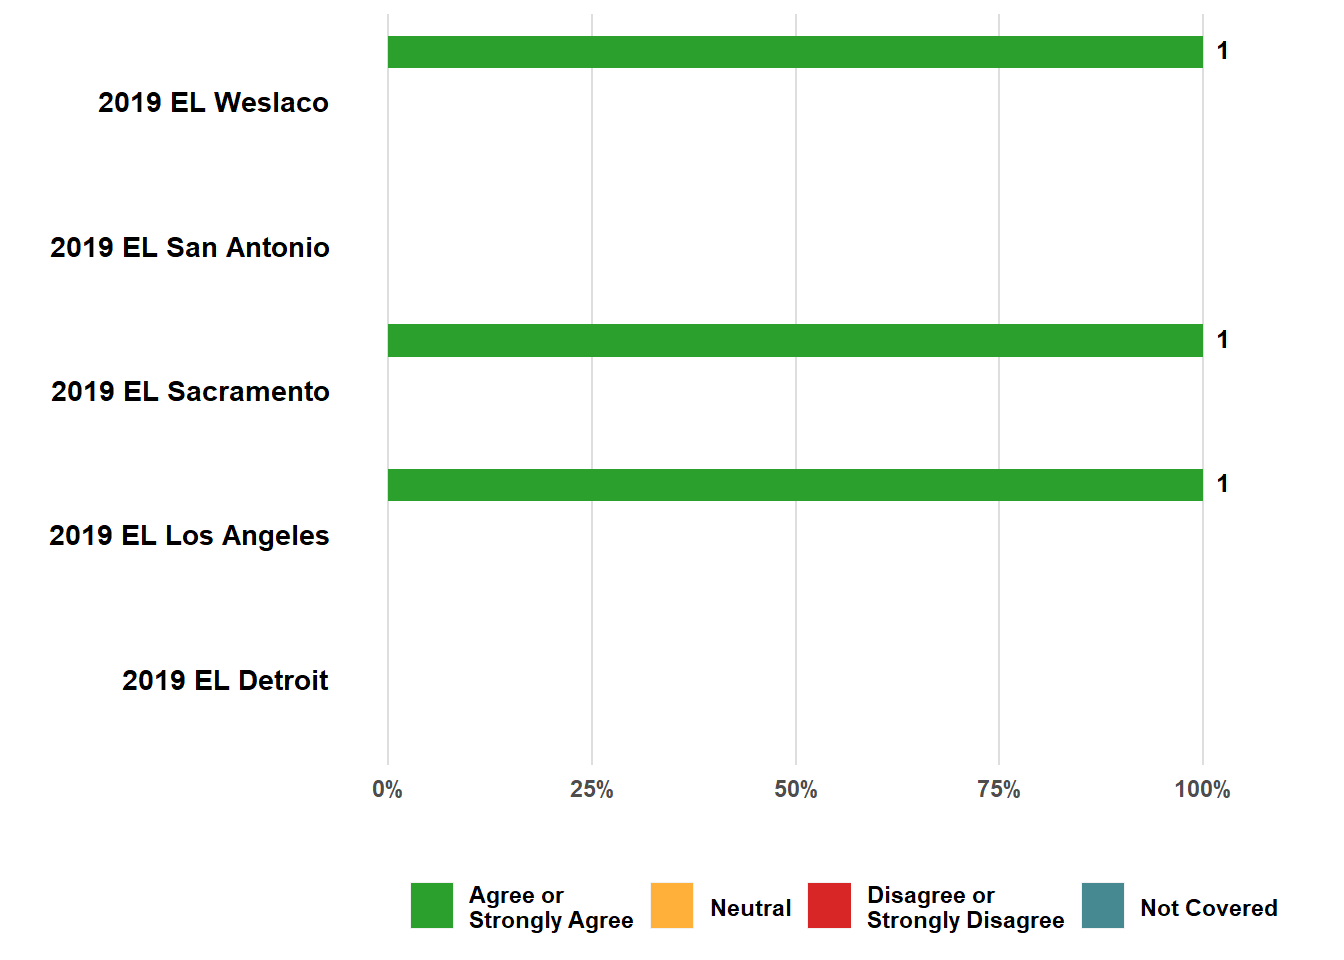 1
2019 EL Weslaco
2019 EL San Antonio
1
2019 EL Sacramento
1
2019 EL Los Angeles
2019 EL Detroit
0% 25% 50% 75% 100%
Agree or
Strongly Agree
Neutral
Disagree or
Strongly Disagree
Not Covered